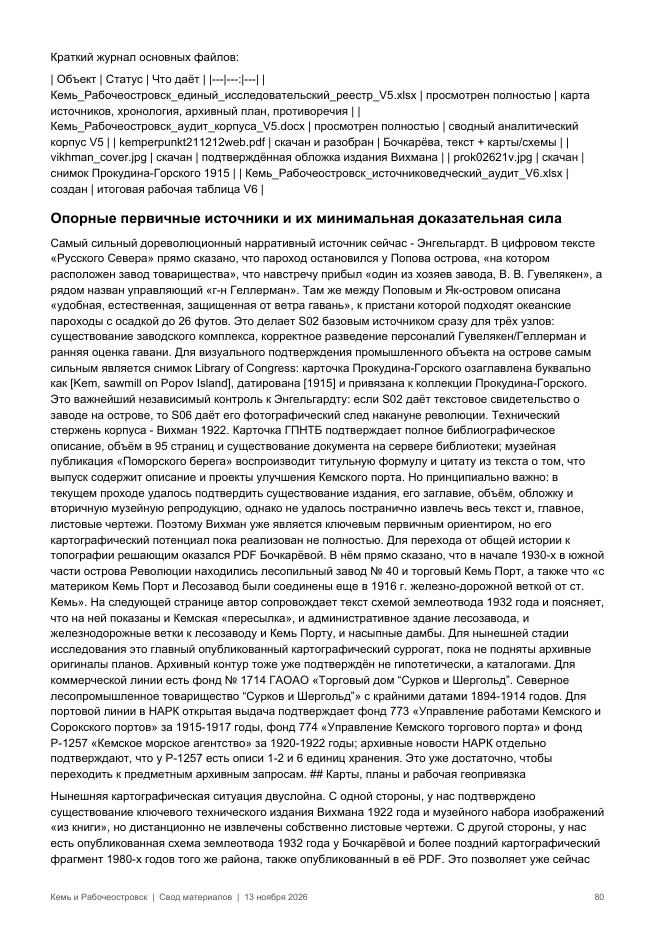 Краткий журнал основных файлов:
| Объект | Статус | Что даёт | |---|---:|---| |
Кемь_Рабочеостровск_единый_исследовательский_реестр_V5.xlsx | просмотрен полностью | карта
источников, хронология, архивный план, противоречия | |
Кемь_Рабочеостровск_аудит_корпуса_V5.docx | просмотрен полностью | сводный аналитический
корпус V5 | | kemperpunkt211212web.pdf | скачан и разобран | Бочкарёва, текст + карты/схемы | |
vikhman_cover.jpg | скачан | подтверждённая обложка издания Вихмана | | prok02621v.jpg | скачан |
снимок Прокудина-Горского 1915 | | Кемь_Рабочеостровск_источниковедческий_аудит_V6.xlsx |
создан | итоговая рабочая таблица V6 |
Опорные первичные источники и их минимальная доказательная сила
Самый сильный дореволюционный нарративный источник сейчас - Энгельгардт. В цифровом тексте
«Русского Севера» прямо сказано, что пароход остановился у Попова острова, «на котором
расположен завод товарищества», что навстречу прибыл «один из хозяев завода, В. В. Гувелякен», а
рядом назван управляющий «г-н Геллерман». Там же между Поповым и Як-островом описана
«удобная, естественная, защищенная от ветра гавань», к пристани которой подходят океанские
пароходы с осадкой до 26 футов. Это делает S02 базовым источником сразу для трёх узлов:
существование заводского комплекса, корректное разведение персоналий Гувелякен/Геллерман и
ранняя оценка гавани. Для визуального подтверждения промышленного объекта на острове самым
сильным является снимок Library of Congress: карточка Прокудина-Горского озаглавлена буквально
как [Kem, sawmill on Popov Island], датирована [1915] и привязана к коллекции Прокудина-Горского.
Это важнейший независимый контроль к Энгельгардту: если S02 даёт текстовое свидетельство о
заводе на острове, то S06 даёт его фотографический след накануне революции. Технический
стержень корпуса - Вихман 1922. Карточка ГПНТБ подтверждает полное библиографическое
описание, объём в 95 страниц и существование документа на сервере библиотеки; музейная
публикация «Поморского берега» воспроизводит титульную формулу и цитату из текста о том, что
выпуск содержит описание и проекты улучшения Кемского порта. Но принципиально важно: в
текущем проходе удалось подтвердить существование издания, его заглавие, объём, обложку и
вторичную музейную репродукцию, однако не удалось постранично извлечь весь текст и, главное,
листовые чертежи. Поэтому Вихман уже является ключевым первичным ориентиром, но его
картографический потенциал пока реализован не полностью. Для перехода от общей истории к
топографии решающим оказался PDF Бочкарёвой. В нём прямо сказано, что в начале 1930-х в южной
части острова Революции находились лесопильный завод № 40 и торговый Кемь Порт, а также что «с
материком Кемь Порт и Лесозавод были соединены еще в 1916 г. железно-дорожной веткой от ст.
Кемь». На следующей странице автор сопровождает текст схемой землеотвода 1932 года и поясняет,
что на ней показаны и Кемская «пересылка», и административное здание лесозавода, и
железнодорожные ветки к лесозаводу и Кемь Порту, и насыпные дамбы. Для нынешней стадии
исследования это главный опубликованный картографический суррогат, пока не подняты архивные
оригиналы планов. Архивный контур тоже уже подтверждён не гипотетически, а каталогами. Для
коммерческой линии есть фонд № 1714 ГАОАО «Торговый дом “Сурков и Шергольд”. Северное
лесопромышленное товарищество “Сурков и Шергольд”» с крайними датами 1894-1914 годов. Для
портовой линии в НАРК открытая выдача подтверждает фонд 773 «Управление работами Кемского и
Сорокского портов» за 1915-1917 годы, фонд 774 «Управление Кемского торгового порта» и фонд
Р-1257 «Кемское морское агентство» за 1920-1922 годы; архивные новости НАРК отдельно
подтверждают, что у Р-1257 есть описи 1-2 и 6 единиц хранения. Это уже достаточно, чтобы
переходить к предметным архивным запросам. ## Карты, планы и рабочая геопривязка
Нынешняя картографическая ситуация двуслойна. С одной стороны, у нас подтверждено
существование ключевого технического издания Вихмана 1922 года и музейного набора изображений
«из книги», но дистанционно не извлечены собственно листовые чертежи. С другой стороны, у нас
есть опубликованная схема землеотвода 1932 года у Бочкарёвой и более поздний картографический
фрагмент 1980-х годов того же района, также опубликованный в её PDF. Это позволяет уже сейчас
Кемь и Рабочеостровск | Свод материалов | 13 ноября 2026
80